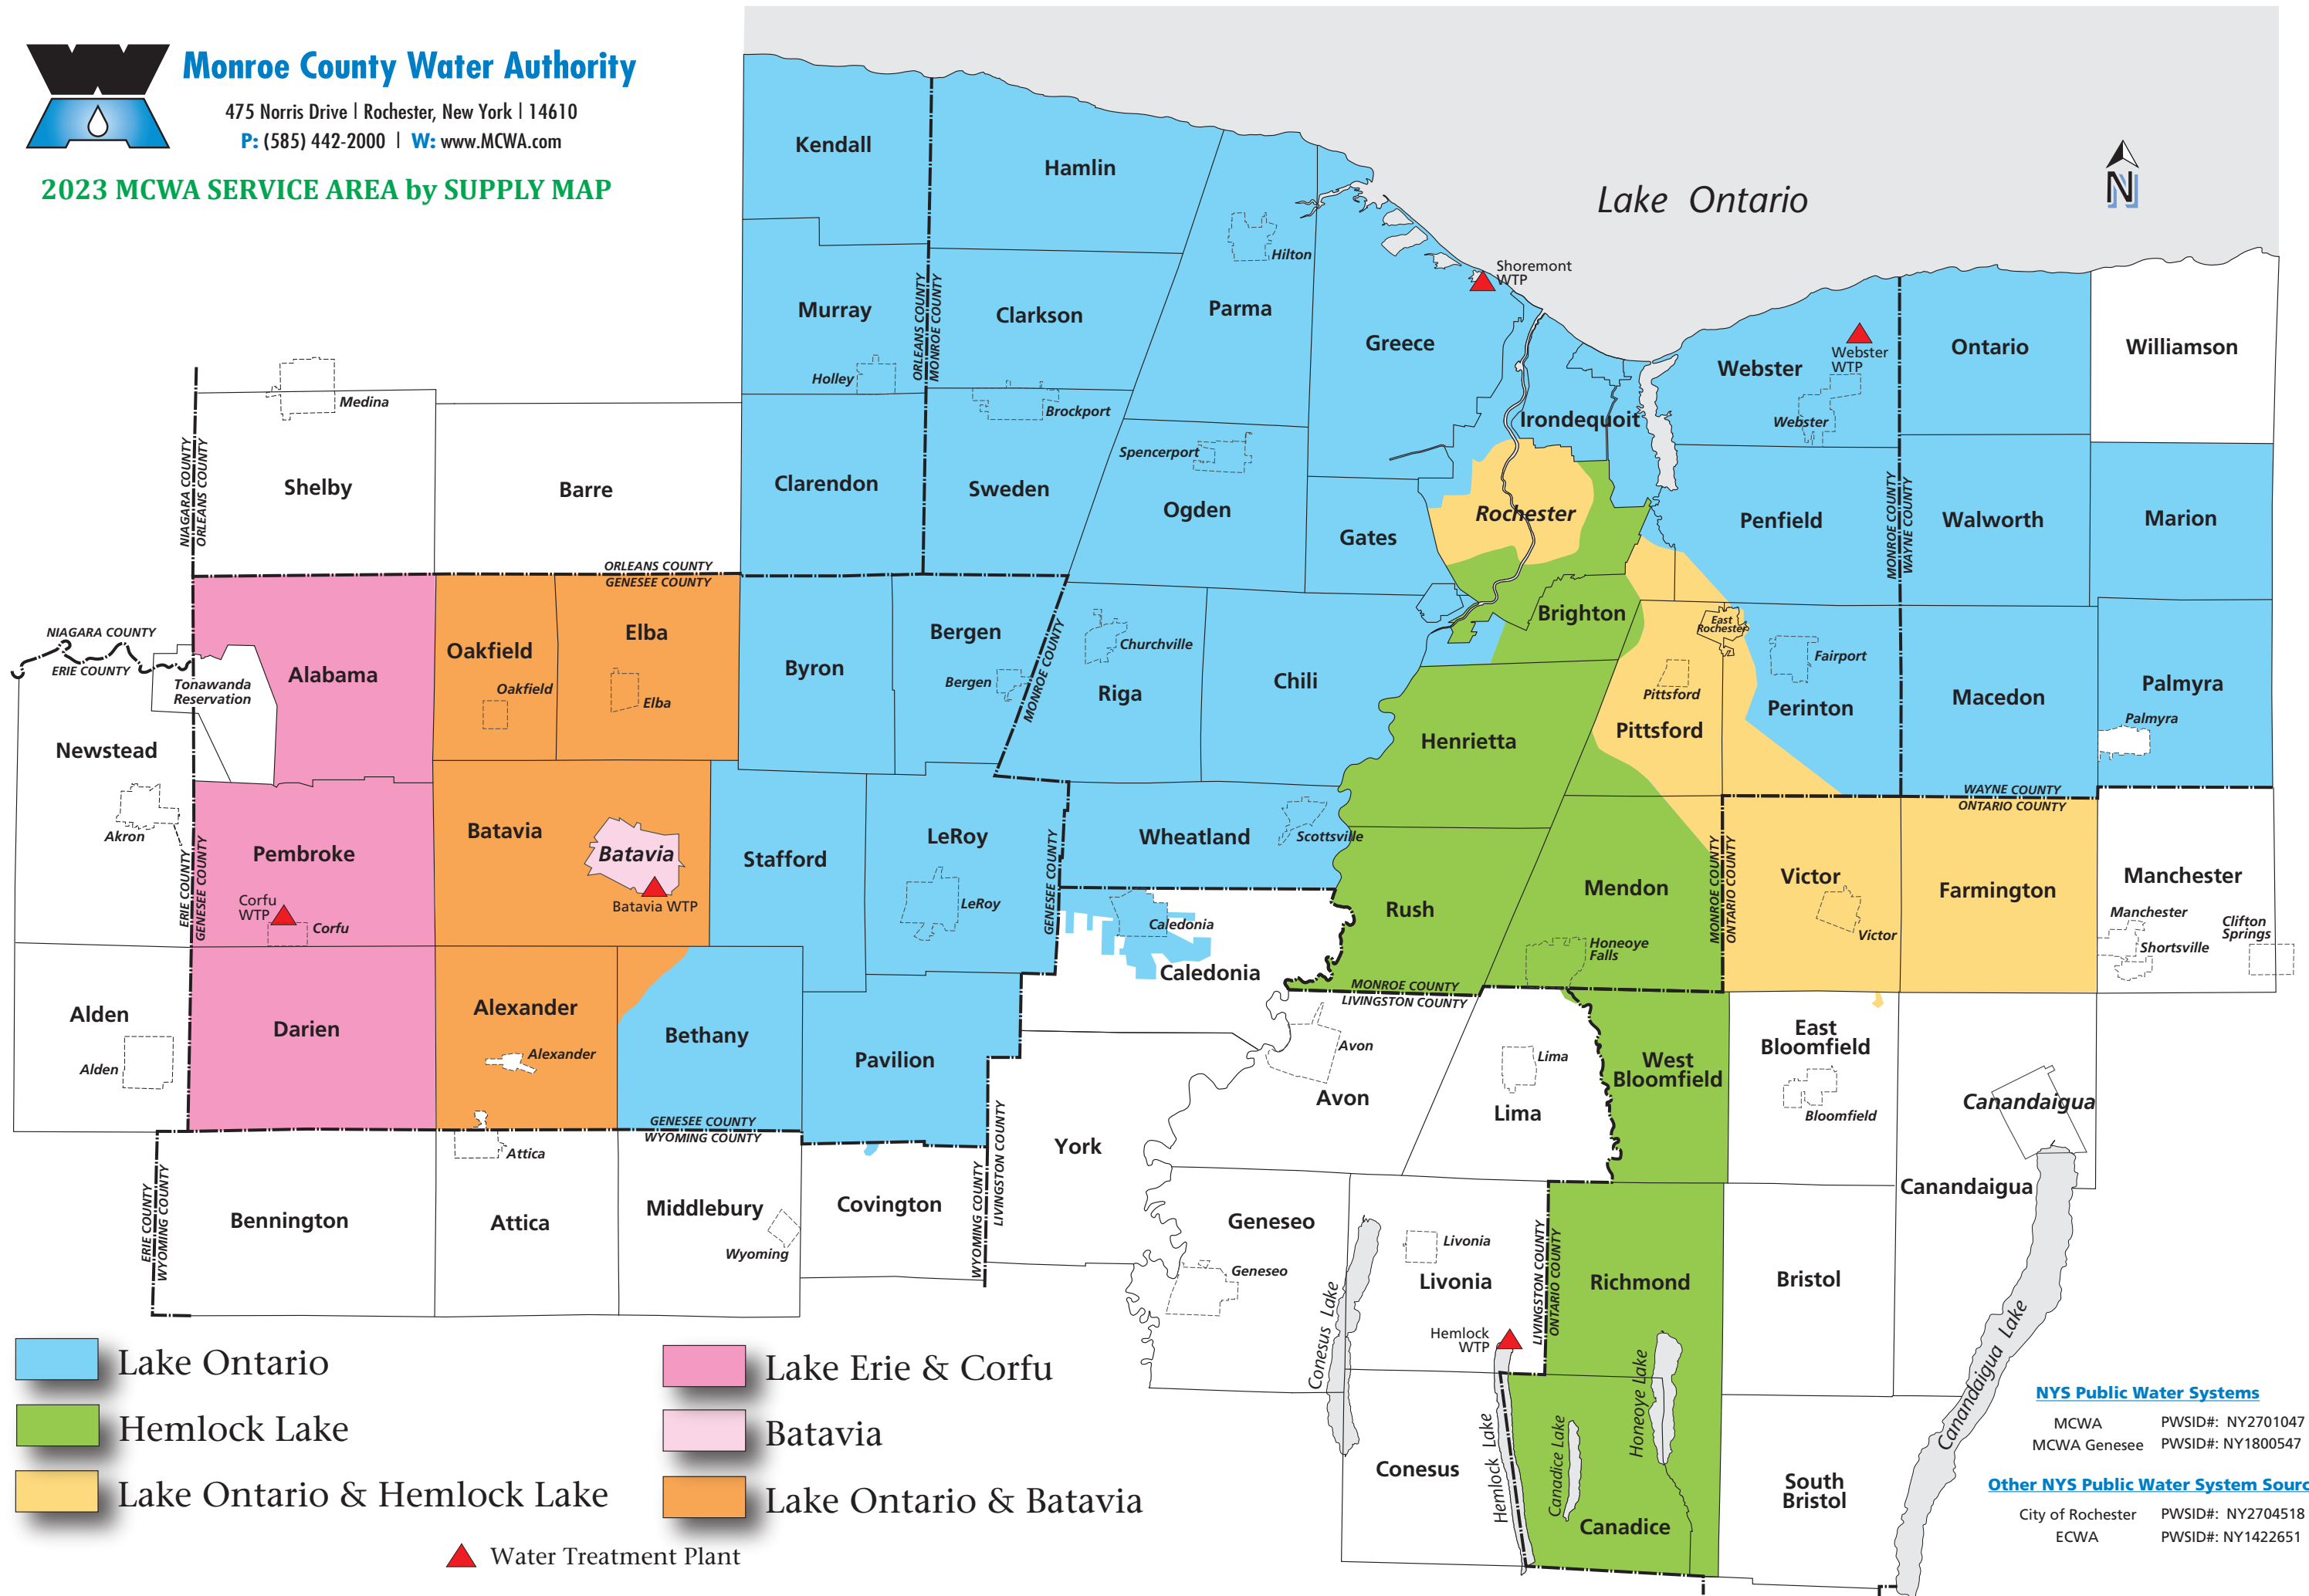 Monroe County Water Authority
475 Norris Drive | Rochester, New York | 14610
P: (585) 442-2000 | W: www.MCWA.com
2023 MCWA SERVICE AREA by SUPPLY MAP
Lake Ontario
N
Kendall
Hamlin
Hilton
Parma
Shoremont
WTP
Murray
Holley
ORLEANS COUNTY
MONROE COUNTY
Clarkson
Brockport
Greece
Irondequoit
Webster
Webster
WTP
Webster
Ontario
Williamson
Medina
NIAGARA COUNTY
ORLEANS COUNTY
Shelby
Barre
Clarendon
Sweden
Spencerport
Ogden
Gates
Rochester
Penfield
MONROE COUNTY
WAYNE COUNTY
Walworth
Marion
ORLEANS COUNTY
GENESEE COUNTY
NIAGARA COUNTY
ERIE COUNTY
Tonawanda
Reservation
Alabama
Oakfield
Oakfield
Elba
Elba
Byron
Bergen
Bergen
MONROE COUNTY
Churchville
Riga
Chili
Brighton
East
Rochester
Pittsford
Pittsford
Fairport
Perinton
Macedon
Palmyra
Palmyra
Newstead
Akron
Henrietta
WAYNE COUNTY
ONTARIO COUNTY
ERIE COUNTY
GENESEE COUNTY
Pembroke
Corfu
WTP
Corfu
Batavia
Batavia
Batavia WTP
Stafford
LeRoy
LeRoy
GENESEE COUNTY
Wheatland
Scottsville
Caledonia
Caledonia
Rush
Mendon
Honeoye
Falls
MONROE COUNTY
ONTARIO COUNTY
Victor
Victor
Farmington
Manchester
Manchester
Shortsville
Clifton
Springs
MONROE COUNTY
LIVINGSTON COUNTY
Alden
Alden
Darien
Alexander
Alexander
Bethany
Pavilion
Avon
Avon
Lima
Lima
West
Bloomfield
East
Bloomfield
Bloomfield
Canandaigua
Canandaigua
GENESEE COUNTY
WYOMING COUNTY
ERIE COUNTY
WYOMING COUNTY
Bennington
Attica
Attica
Middlebury
Wyoming
Covington
WYOMING COUNTY
LIVINGSTON COUNTY
York
Geneseo
Geneseo
Conesus Lake
Livonia
Livonia
Hemlock
WTP
LIVINGSTON COUNTY
ONTARIO COUNTY
Richmond
Bristol
Canandaigua Lake
Conesus
Hemlock Lake
Canadice Lake
Honeoye Lake
Canadice
South
Bristol
Lake Ontario
Hemlock Lake
Lake Ontario & Hemlock Lake
Lake Erie & Corfu
Batavia
Lake Ontario & Batavia
Water Treatment Plant
NYS Public Water Systems
MCWA PWSID#: NY2701047
MCWA Genesee PWSID#: NY1800547
Other NYS Public Water System Sourc
City of Rochester PWSID#: NY2704518
ECWA PWSID#: NY1422651